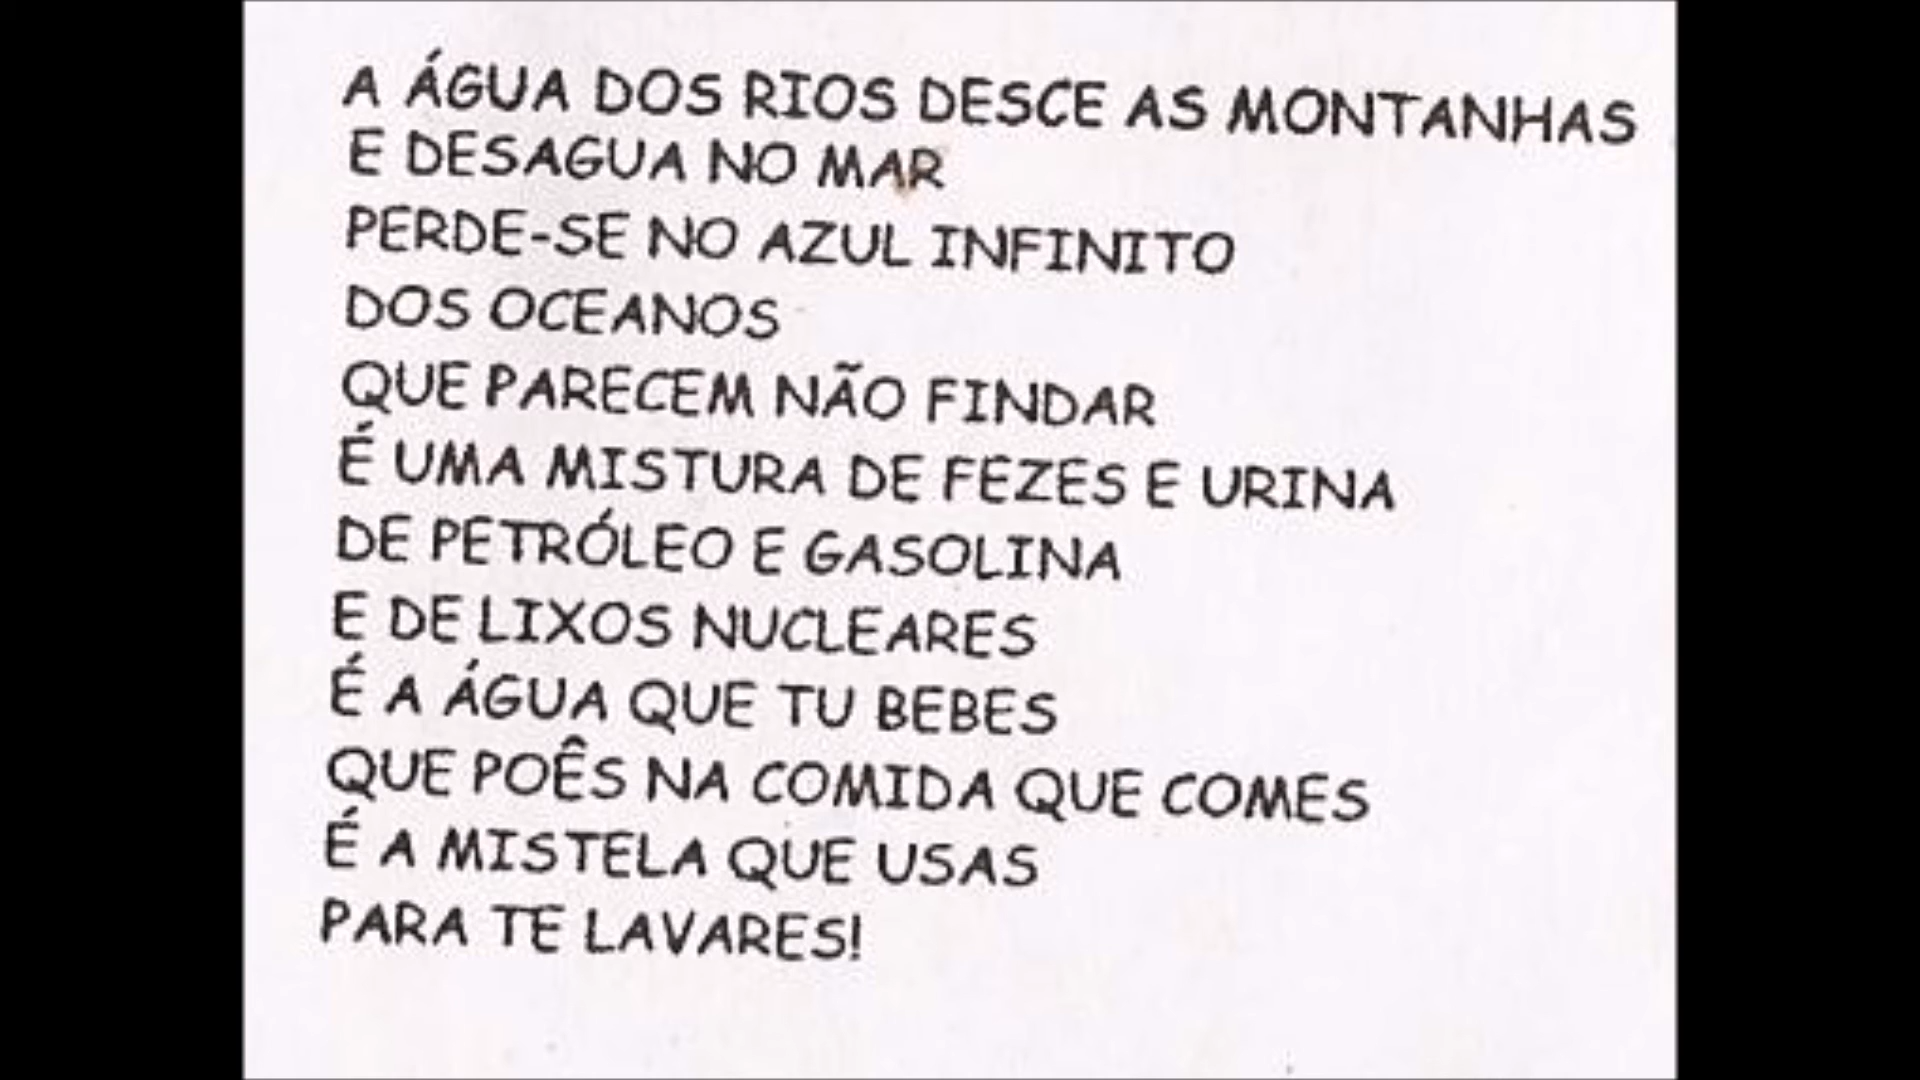 A ÁGUA DOS RIOS DESCE AS MONTANHAS
E DESAGUA NO MAR
PERDE-SE NO AZUL INFINITO
DOS OCEANOS
QUE PARECEM NÃO FINDAR
É UMA MISTURA DE FEZES E URINA
DE PETRÓLEO E GASOLINA
E DE LIXOS NUCLEARES
É A ÁGUA QUE TU BEBES
QUE POÊS NA COMIDA QUE COMES
É A MISTELA QUE USAS
PARA TE LAVARES!